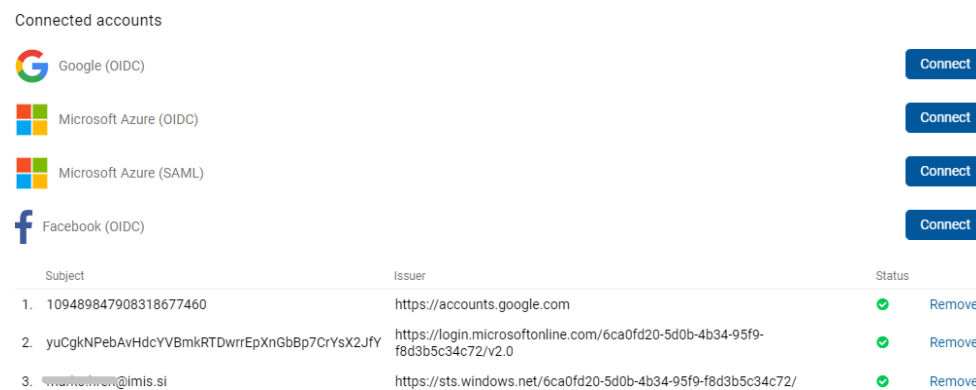 Connected accounts
Google (OIDC)
Connect
Microsoft Azure (OIDC)
Connect
Microsoft Azure (SAML)
Connect
Facebook (OIDC)
Connect
Subject Issuer Status
1. 109489847908318677460 https://accounts.google.com Remove
2. yuCgkNPebAvHdcYVBmkRTDwrrEpXnGbBp7CrYsX2JfY https://login.microsoftonline.com/6ca0fd20-5d0b-4b34-95f9-
f8d3b5c34c72/v2.0 Remove
3. @imis.si https://sts.windows.net/6ca0fd20-5d0b-4b34-95f9-f8d3b5c34c72/ Remove